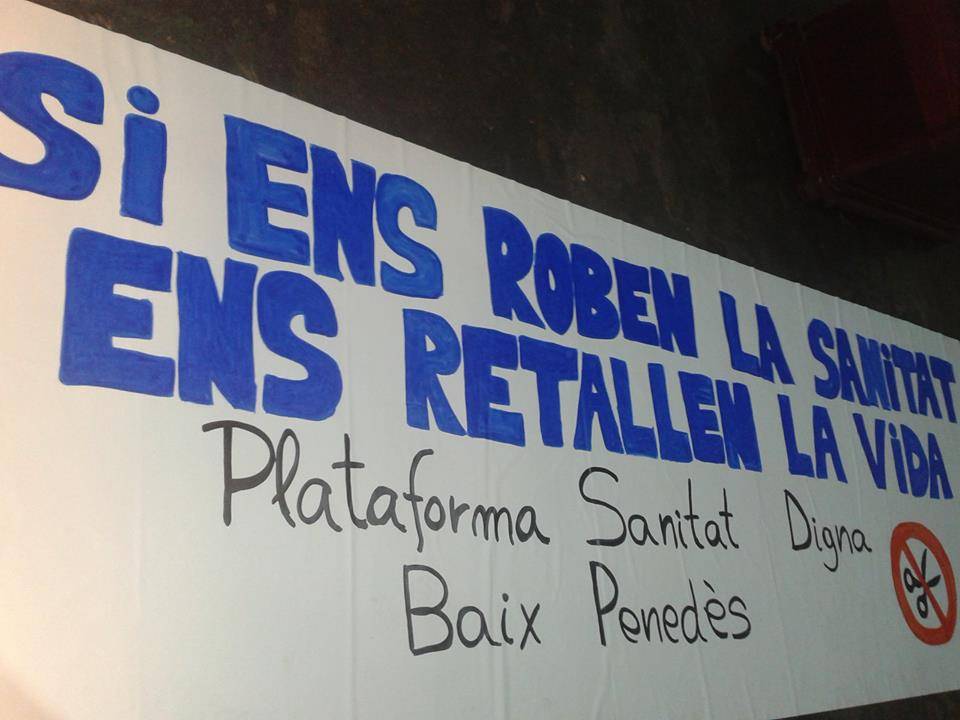 Si ENS ROBEN LA SANiTAT
ENS RETALLEN LA ViDA
Plataforma Sanitat Digna
Baix Penedès